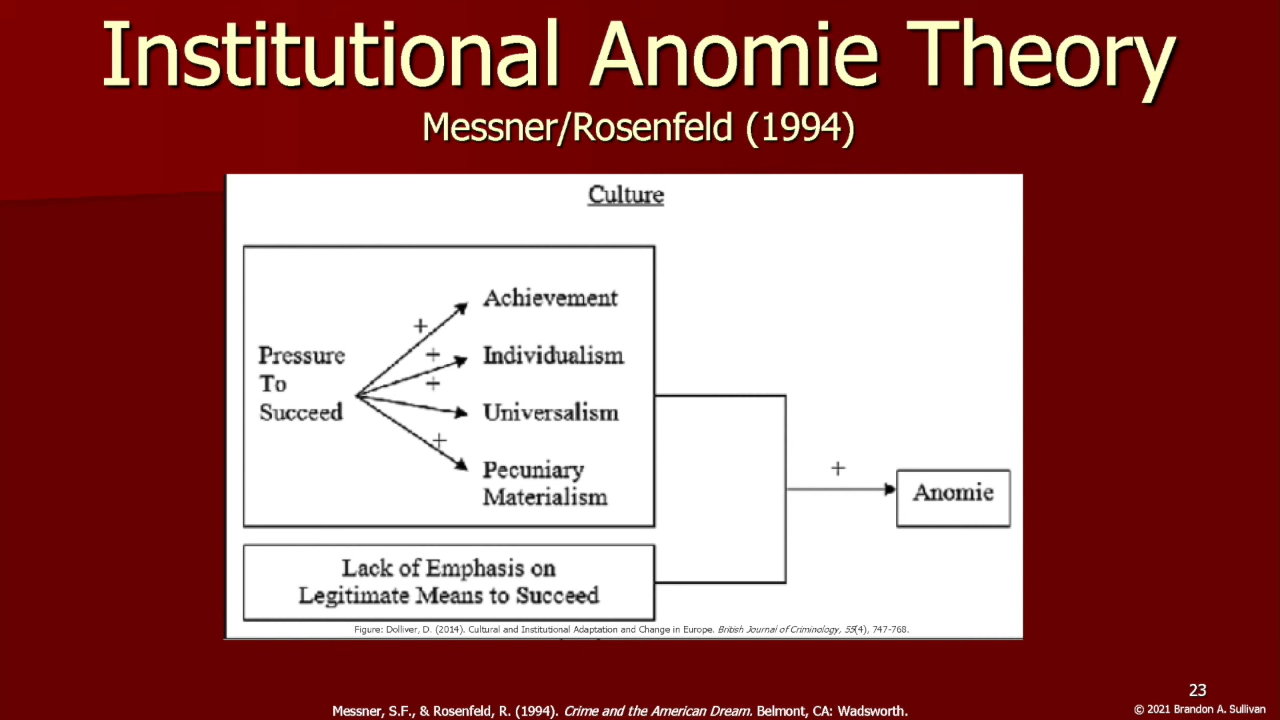 Institutional Anomie Theory
Messner/Rosenfeld (1994)
Culture
Pressure
To
Succeed
+
+
+
+
Achievement
Individualism
Universalism
Pecuniary
Materialism
Lack of Emphasis on
Legitimate Means to Succeed
+
Anomie
Figure: Dolliver, D. (2014). Cultural and Institutional Adaptation and Change in Europe. British Journal of Criminology, 55(4), 747-768.
23
Messner, S.F., & Rosenfeld, R. (1994). Crime and the American Dream. Belmont, CA: Wadsworth.
© 2021 Brandon A. Sullivan